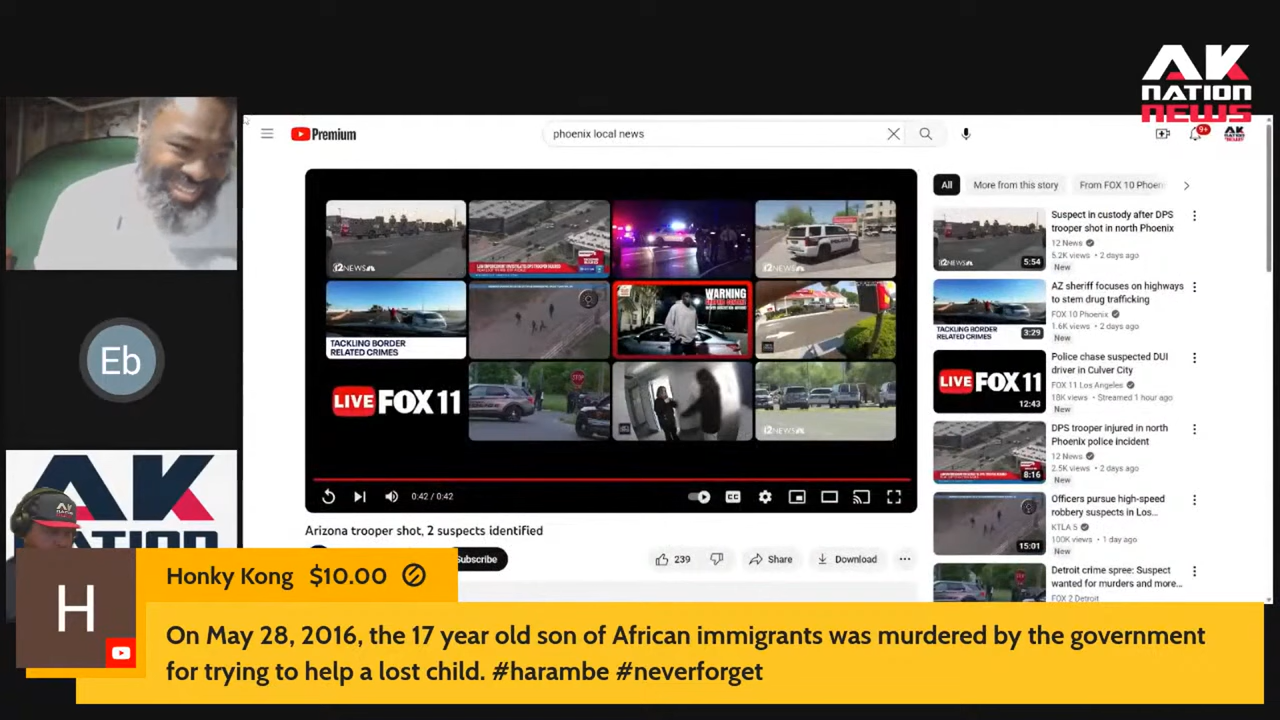 AK
NATION
NEWS
Premium
phoenix local news
9+
All
More from this story
From FOX 10 Phoeni
Suspect in custody after DPS
trooper shot in north Phoenix
12 News
5.2K views • 2 days ago
New
5:54
12NEWS
12NEWS
12NEWS
WARNING
TACKLING BORDER
RELATED CRIMES
LIVE FOX 11
12NEWS
AZ sheriff focuses on highways
to stem drug trafficking
FOX 10 Phoenix
1.6K views • 2 days ago
New
3:29
TACKLING BORDER
RELATED CRIMES
Police chase suspected DUI
driver in Culver City
FOX 11 Los Angeles
18K views • Streamed 1 hour ago
New
LIVE FOX 11
12:43
DPS trooper injured in north
Phoenix police incident
12 News
2.5K views • 2 days ago
New
8:16
Officers pursue high-speed
robbery suspects in Los...
KTLA 5
100K views • 1 day ago
New
15:01
Detroit crime spree: Suspect
wanted for murders and more...
FOX 2 Detroit
0:42 / 0:42
CC
Arizona trooper shot, 2 suspects identified
ubscribe
239
Share
Download
Eb
AK
NATION
H
Honky Kong $10.00
On May 28, 2016, the 17 year old son of African immigrants was murdered by the government
for trying to help a lost child. #harambe #neverforget